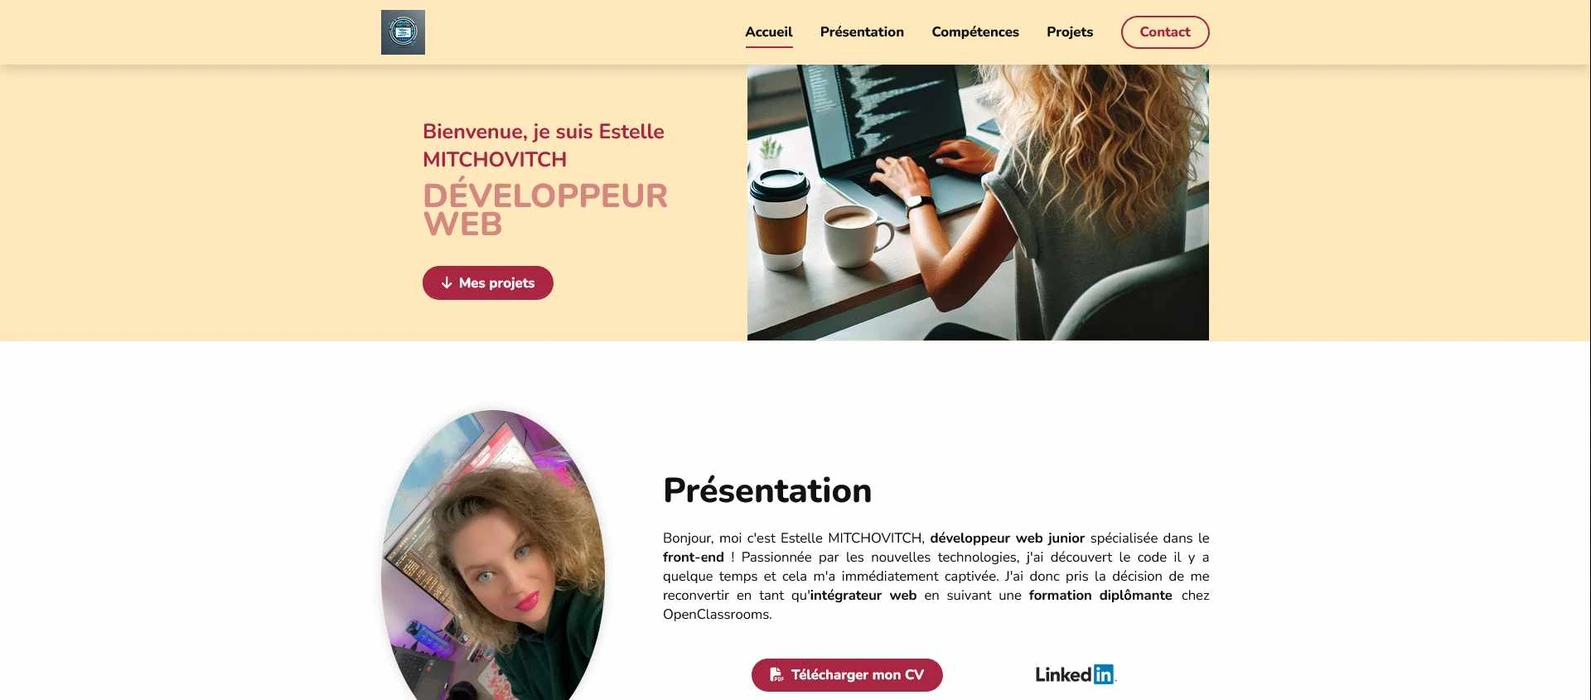 Accueil
Présentation
Compétences
Projets
Contact
Bienvenue, je suis Estelle
MITCHOVITCH
DÉVELOPPEUR
WEB
Mes projets
Présentation
Bonjour, moi c'est Estelle MITCHOVITCH, développeur web junior spécialisée dans le
front-end ! Passionnée par les nouvelles technologies, j'ai découvert le code il y a
quelque temps et cela m'a immédiatement captivée. J'ai donc pris la décision de me
reconvertir en tant qu'intégrateur web en suivant une formation diplômante chez
OpenClassrooms.
Télécharger mon CV
LinkedIn